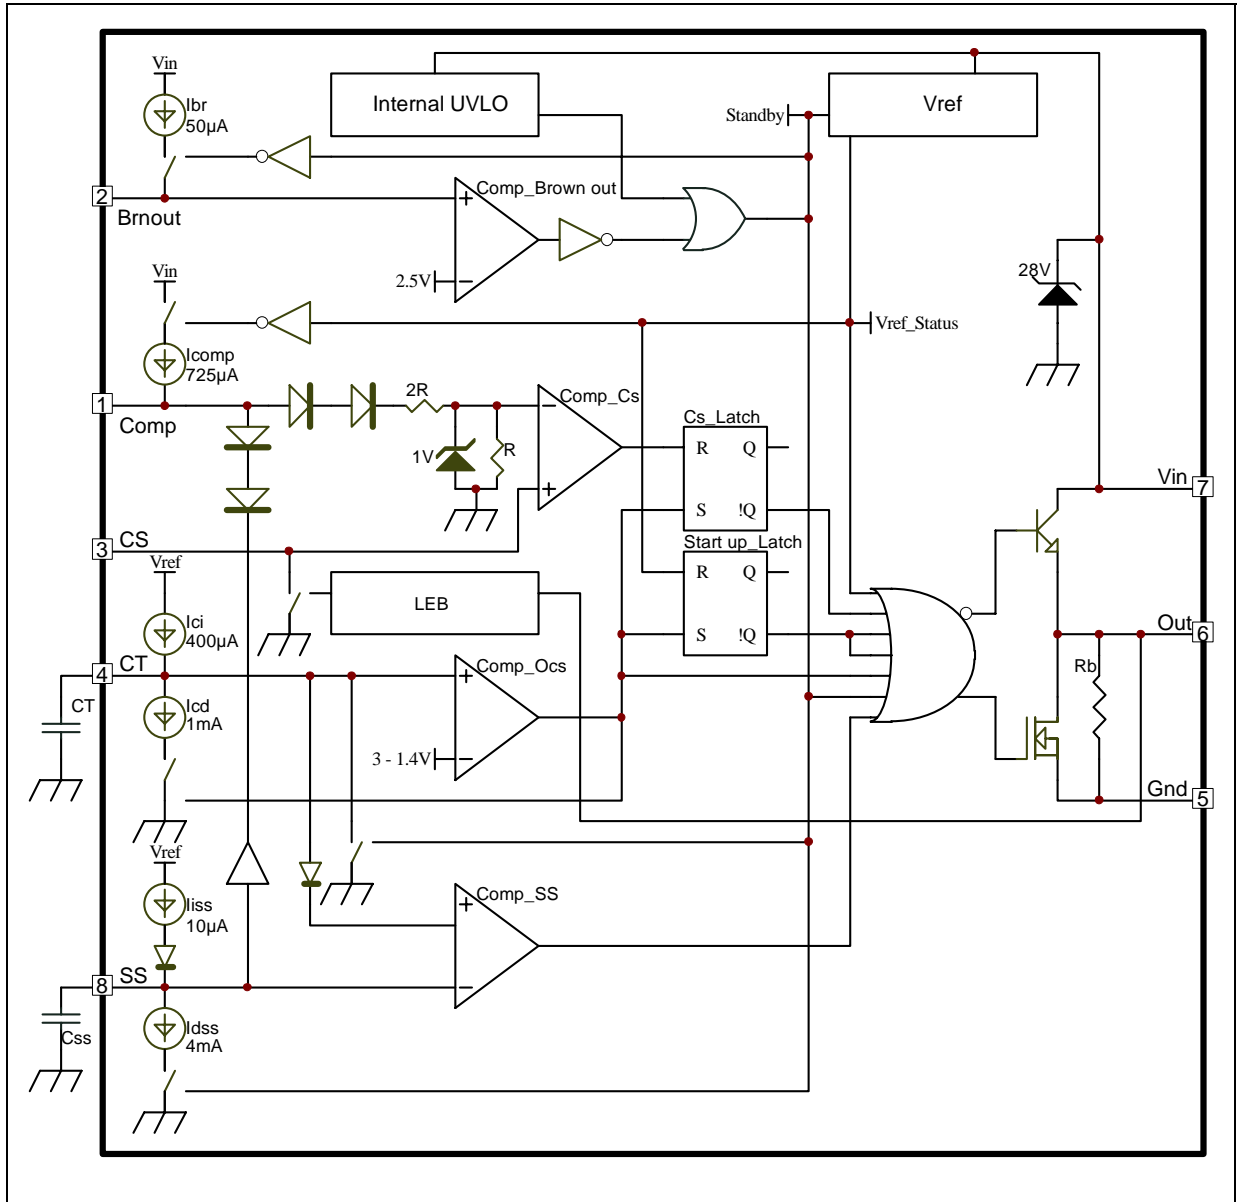 Vin
Ibr
50µA
Internal UVLO
Standby
Vref
2
Brnout
Comp_Brown out
+
2.5V
−
28V
Vin
Vref_Status
Icomp
725µA
1
Comp
2R
1V
R
−
+
Comp_Cs
Cs_Latch
R Q
S !Q
Vin
7
3
CS
Start up_Latch
R Q
S !Q
Vref
LEB
Ici
400µA
Out
6
4
CT
CT
Comp_Ocs
+
3 - 1.4V
−
Rb
Icd
1mA
Gnd
5
Vref
Iiss
10µA
Comp_SS
+
−
8
SS
Css
Idss
4mA